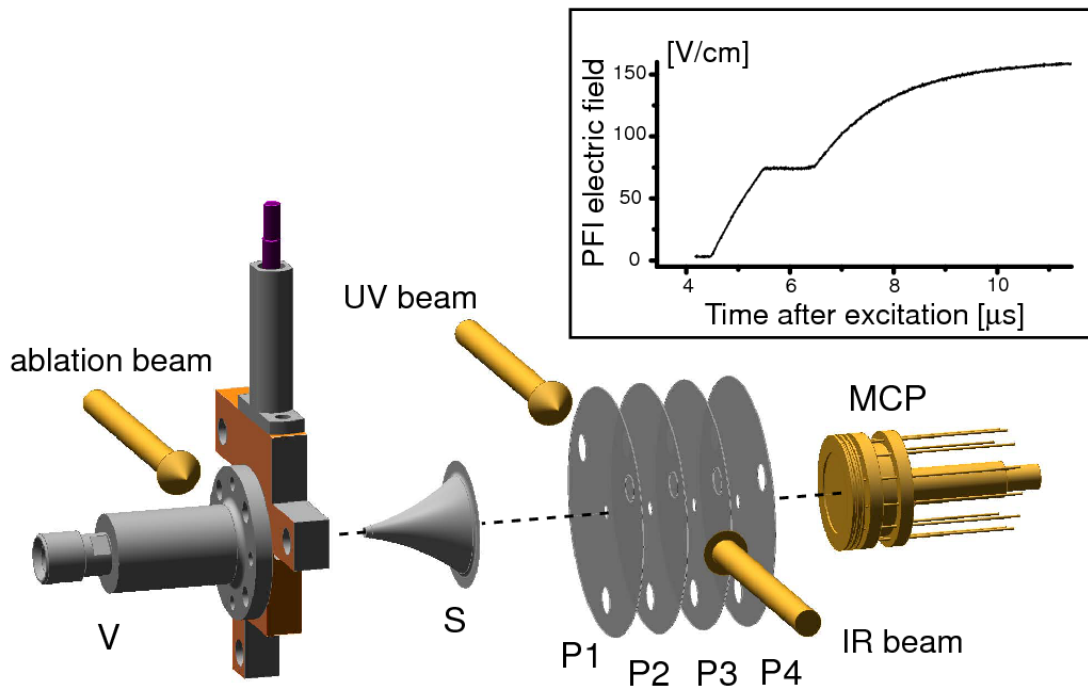 [V/cm]
150
100
50
0
PFI electric field
4 6 8 10
Time after excitation [μs]
UV beam
ablation beam
MCP
V
S
P1
P2
P3
P4
IR beam